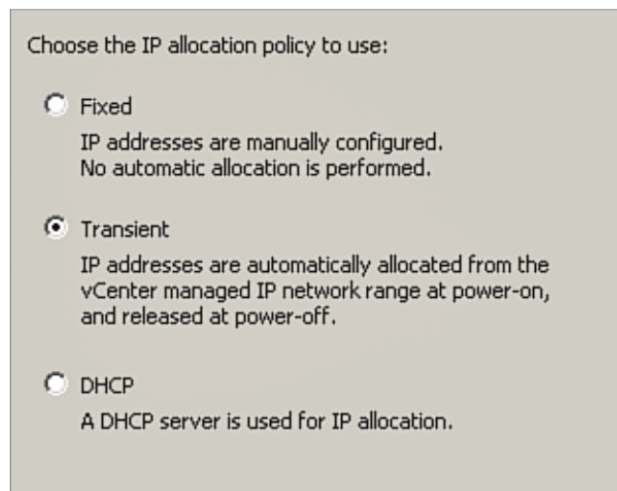 Choose the IP allocation policy to use:
Fixed
IP addresses are manually configured.
No automatic allocation is performed.
Transient
IP addresses are automatically allocated from the
vCenter managed IP network range at power-on,
and released at power-off.
DHCP
A DHCP server is used for IP allocation.